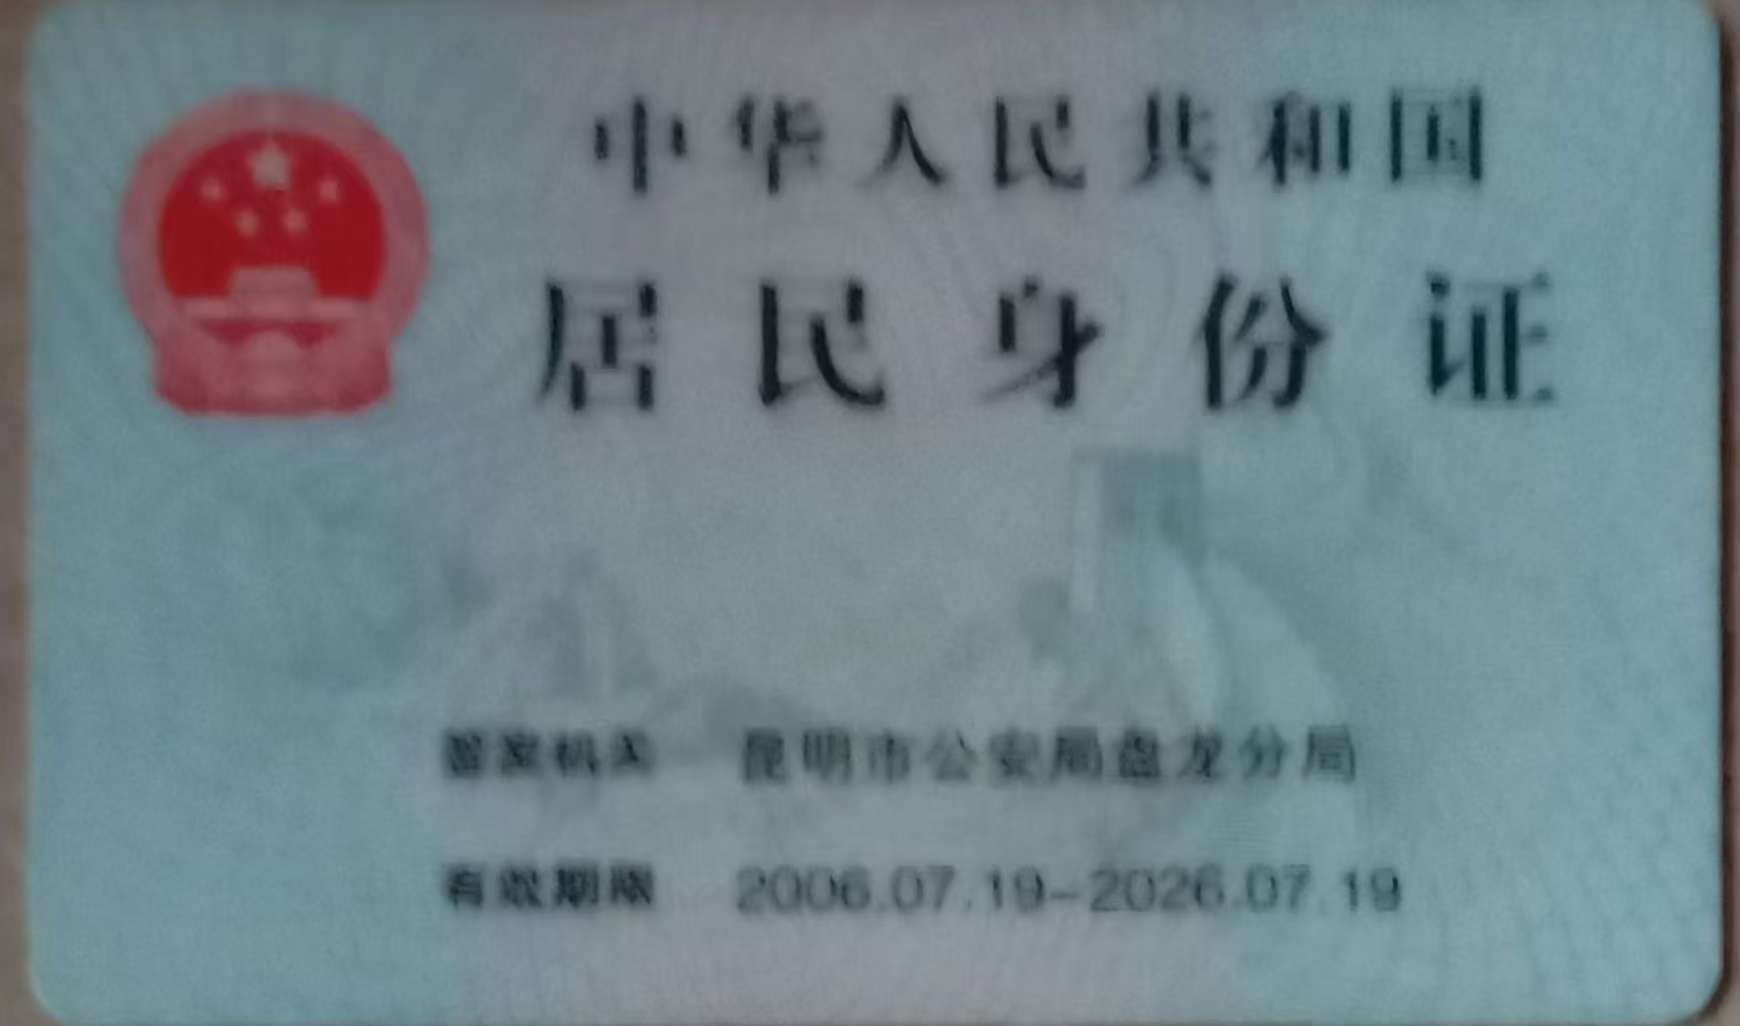 中华人民共和国
居民身份证
签发机关 昆明市公安局盘龙分局
有效期限 2006.07.19-2026.07.19